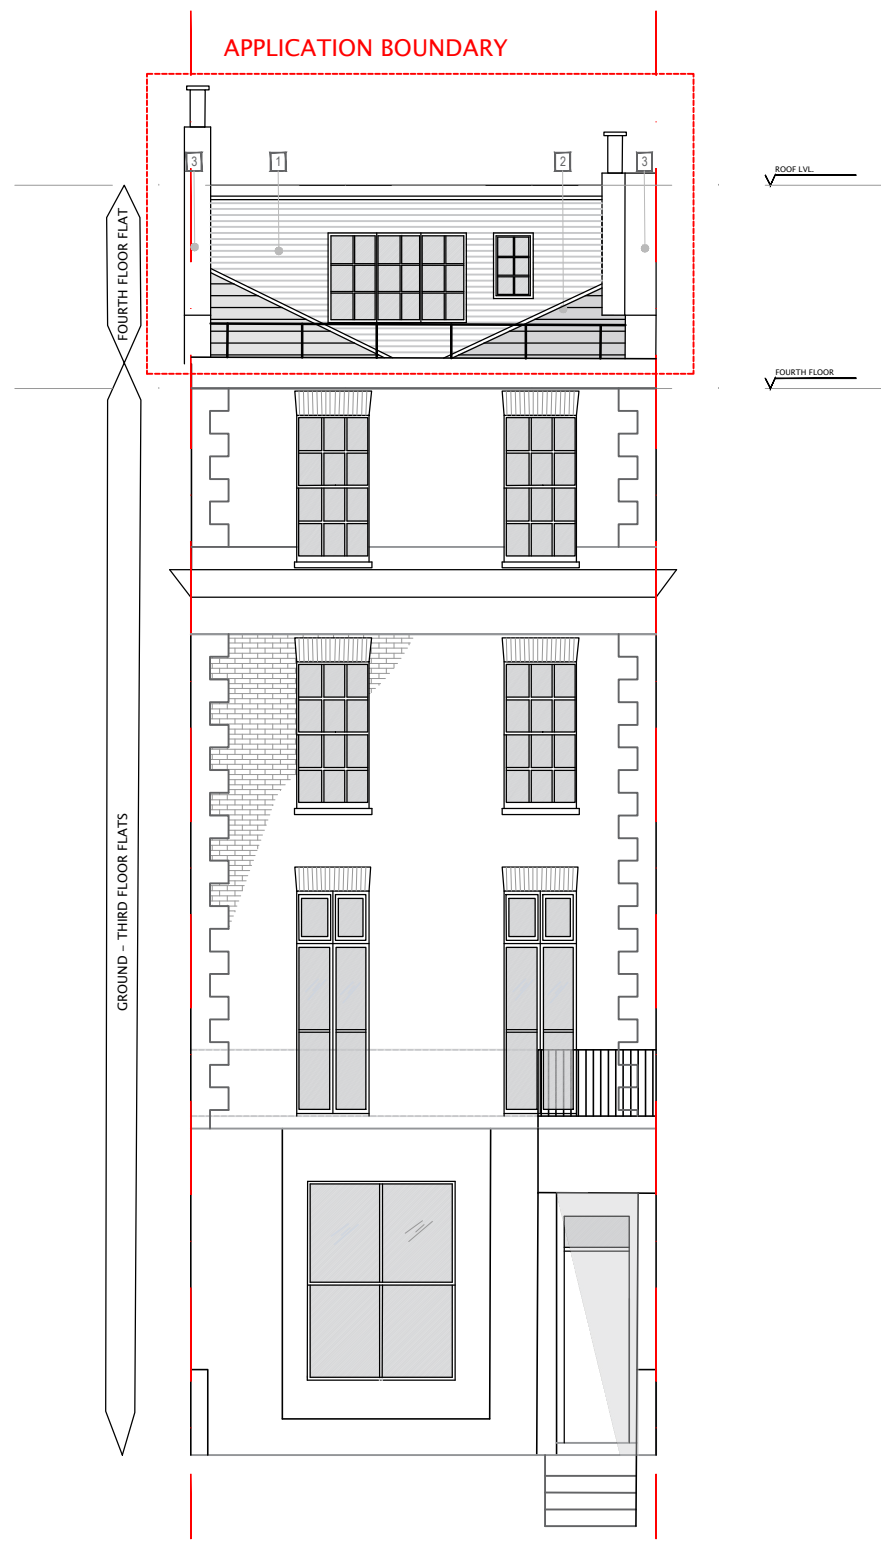 APPLICATION BOUNDARY
3
1
2
3
ROOF LVL.
FOURTH FLOOR FLAT
FOURTH FLOOR
GROUND - THIRD FLOOR FLATS